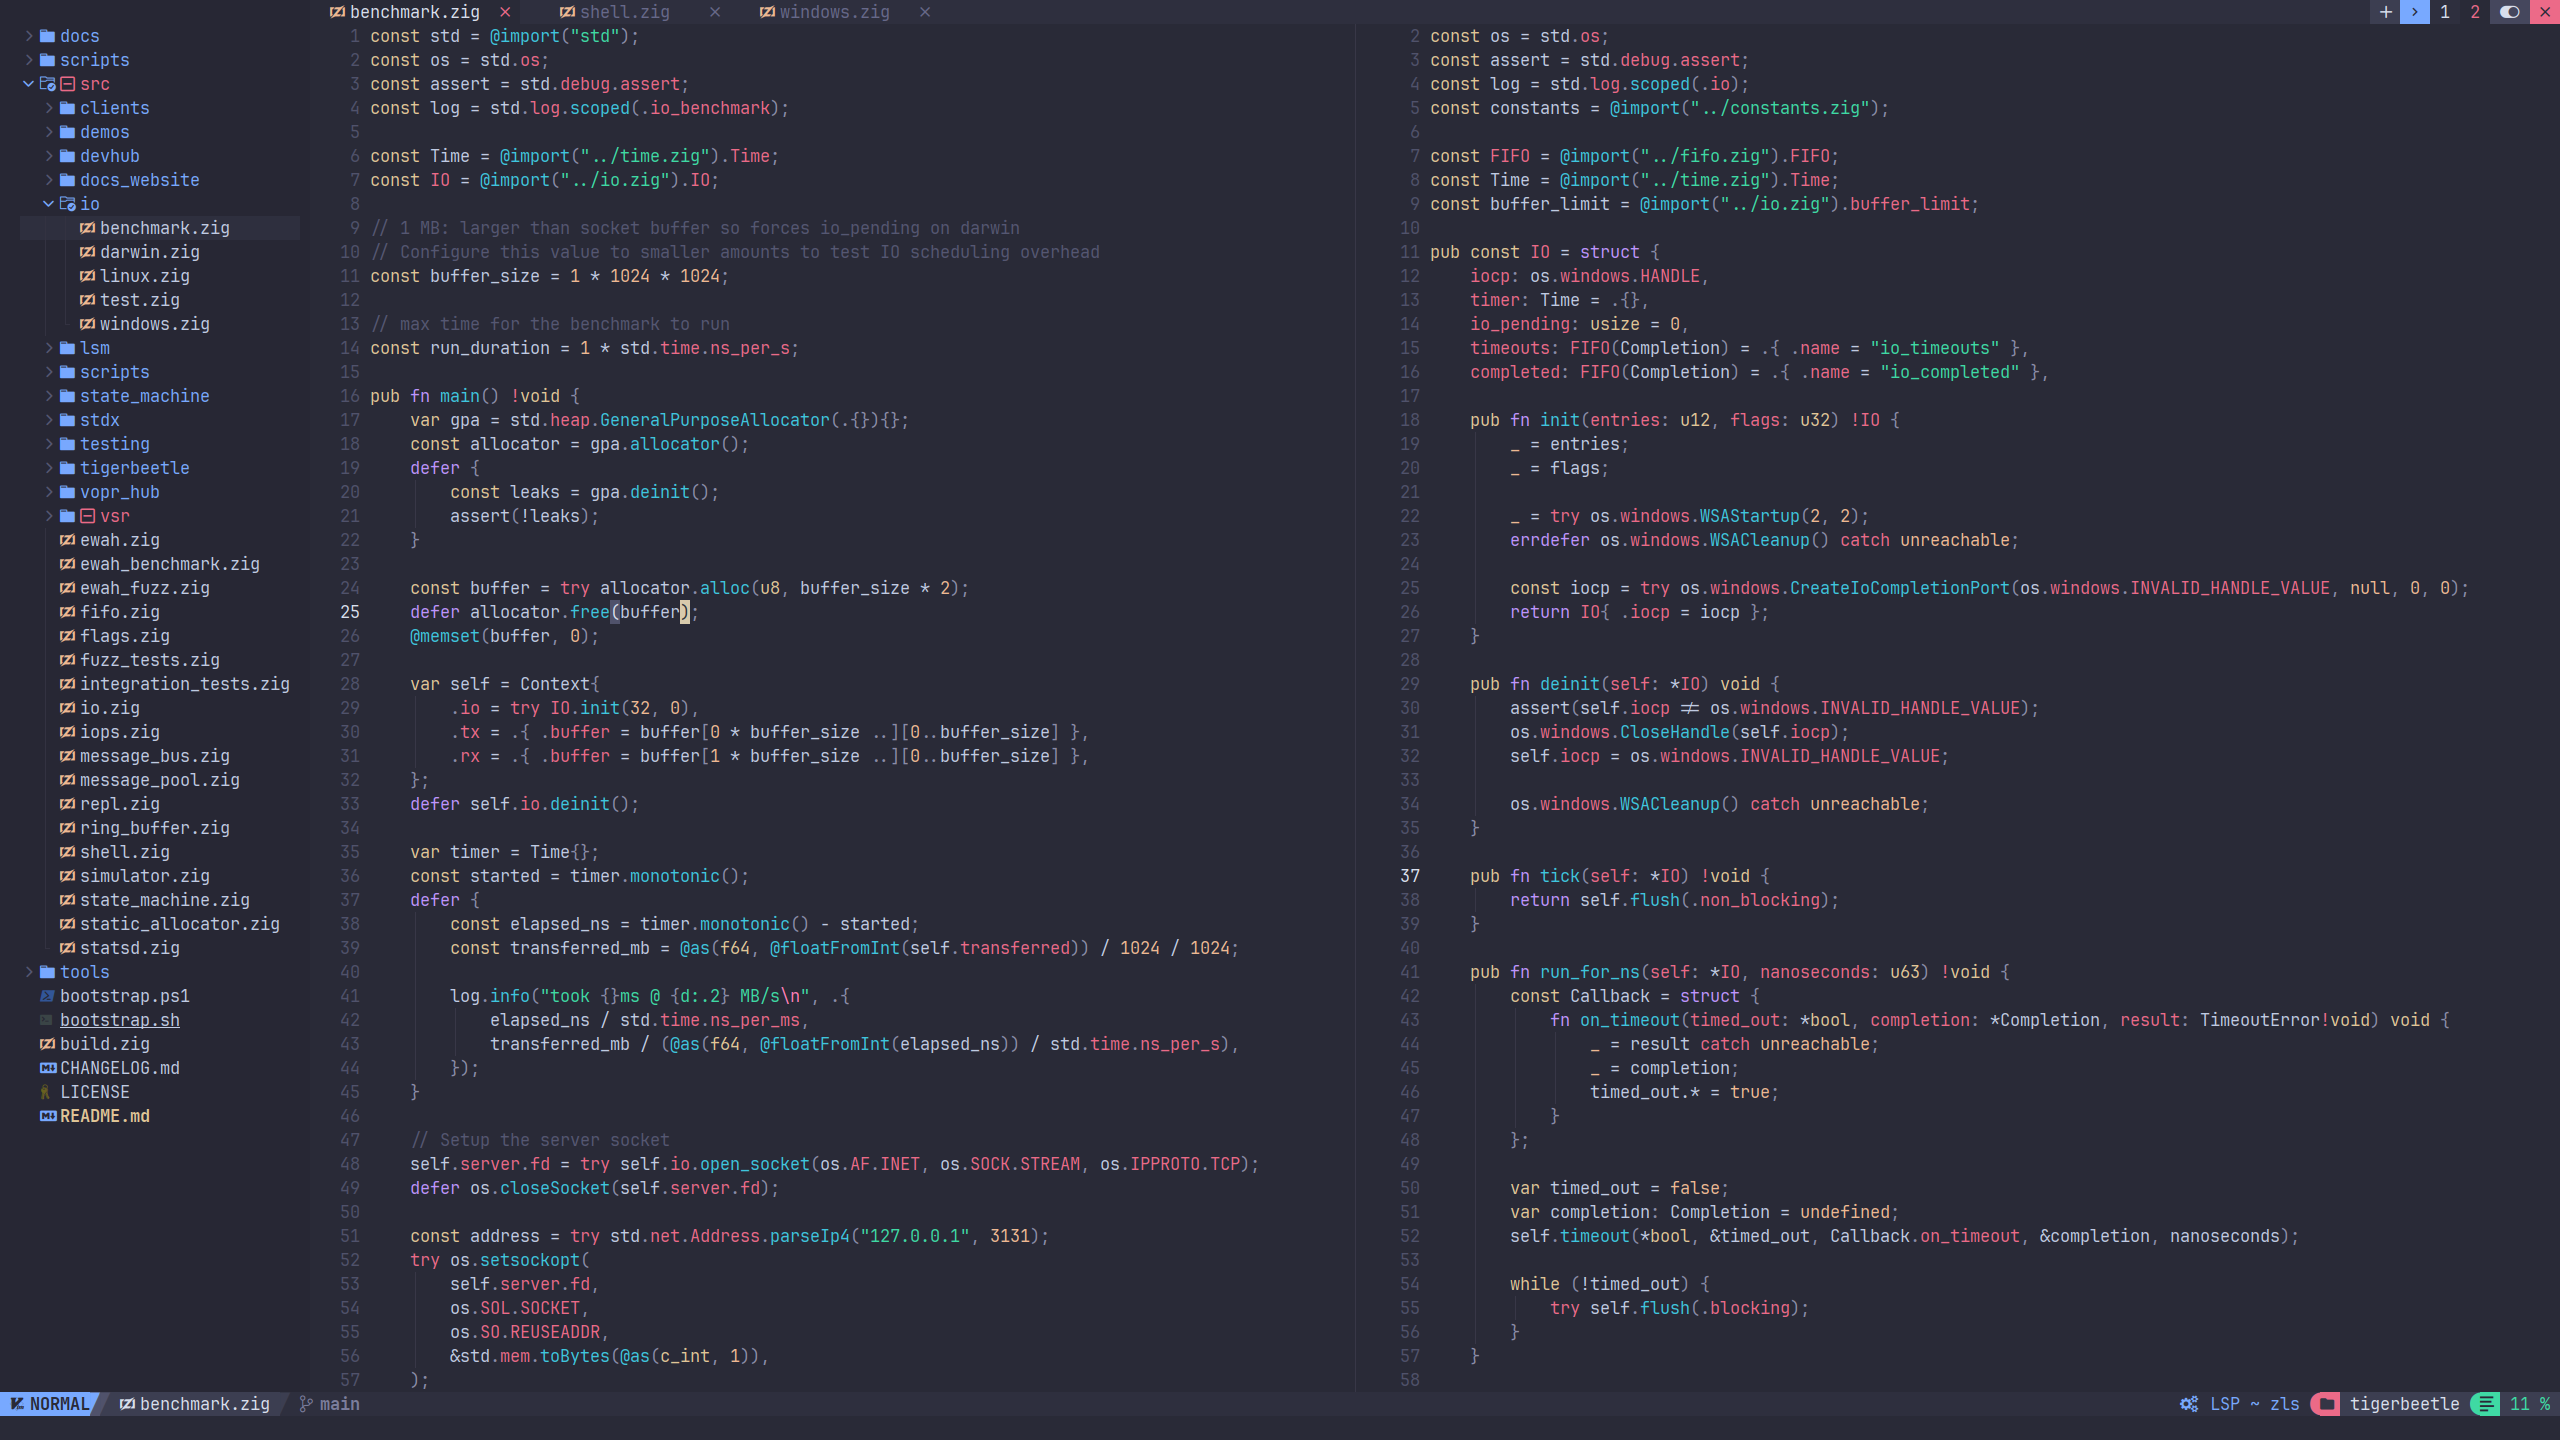 benchmark.zig × shell.zig × windows.zig × + › 1 2 ×
docs
scripts
src
clients
demos
devhub
docs_website
io
benchmark.zig
darwin.zig
linux.zig
test.zig
windows.zig
lsm
scripts
state_machine
stdx
testing
tigerbeetle
vopr_hub
vsr
ewah.zig
ewah_benchmark.zig
ewah_fuzz.zig
fifo.zig
flags.zig
fuzz_tests.zig
integration_tests.zig
io.zig
iops.zig
message_bus.zig
message_pool.zig
repl.zig
ring_buffer.zig
shell.zig
simulator.zig
state_machine.zig
static_allocator.zig
statsd.zig
tools
bootstrap.ps1
bootstrap.sh
build.zig
CHANGELOG.md
LICENSE
README.md
1 const std = @import("std");
2 const os = std.os;
3 const assert = std.debug.assert;
4 const log = std.log.scoped(.io_benchmark);
5
6 const Time = @import("../time.zig").Time;
7 const IO = @import("../io.zig").IO;
8
9 // 1 MB: larger than socket buffer so forces io_pending on darwin
10 // Configure this value to smaller amounts to test IO scheduling overhead
11 const buffer_size = 1 * 1024 * 1024;
12
13 // max time for the benchmark to run
14 const run_duration = 1 * std.time.ns_per_s;
15
16 pub fn main() !void {
17     var gpa = std.heap.GeneralPurposeAllocator(.{}){};
18     const allocator = gpa.allocator();
19     defer {
20         const leaks = gpa.deinit();
21         assert(!leaks);
22     }
23
24     const buffer = try allocator.alloc(u8, buffer_size * 2);
25     defer allocator.free(buffer);
26     @memset(buffer, 0);
27
28     var self = Context{
29         .io = try IO.init(32, 0),
30         .tx = .{ .buffer = buffer[0 * buffer_size ..][0..buffer_size] },
31         .rx = .{ .buffer = buffer[1 * buffer_size ..][0..buffer_size] },
32     };
33     defer self.io.deinit();
34
35     var timer = Time{};
36     const started = timer.monotonic();
37     defer {
38         const elapsed_ns = timer.monotonic() - started;
39         const transferred_mb = @as(f64, @floatFromInt(self.transferred)) / 1024 / 1024;
40
41         log.info("took {}ms @ {d:.2} MB/s\n", .{
42             elapsed_ns / std.time.ns_per_ms,
43             transferred_mb / (@as(f64, @floatFromInt(elapsed_ns)) / std.time.ns_per_s),
44         });
45     }
46
47     // Setup the server socket
48     self.server.fd = try self.io.open_socket(os.AF.INET, os.SOCK.STREAM, os.IPPROTO.TCP);
49     defer os.closeSocket(self.server.fd);
50
51     const address = try std.net.Address.parseIp4("127.0.0.1", 3131);
52     try os.setsockopt(
53         self.server.fd,
54         os.SOL.SOCKET,
55         os.SO.REUSEADDR,
56         &std.mem.toBytes(@as(c_int, 1)),
57     );
2 const os = std.os;
3 const assert = std.debug.assert;
4 const log = std.log.scoped(.io);
5 const constants = @import("../constants.zig");
6
7 const FIFO = @import("../fifo.zig").FIFO;
8 const Time = @import("../time.zig").Time;
9 const buffer_limit = @import("../io.zig").buffer_limit;
10
11 pub const IO = struct {
12     iocp: os.windows.HANDLE,
13     timer: Time = .{},
14     io_pending: usize = 0,
15     timeouts: FIFO(Completion) = .{ .name = "io_timeouts" },
16     completed: FIFO(Completion) = .{ .name = "io_completed" },
17
18     pub fn init(entries: u12, flags: u32) !IO {
19         _ = entries;
20         _ = flags;
21
22         _ = try os.windows.WSAStartup(2, 2);
23         errdefer os.windows.WSACleanup() catch unreachable;
24
25         const iocp = try os.windows.CreateIoCompletionPort(os.windows.INVALID_HANDLE_VALUE, null, 0, 0);
26         return IO{ .iocp = iocp };
27     }
28
29     pub fn deinit(self: *IO) void {
30         assert(self.iocp != os.windows.INVALID_HANDLE_VALUE);
31         os.windows.CloseHandle(self.iocp);
32         self.iocp = os.windows.INVALID_HANDLE_VALUE;
33
34         os.windows.WSACleanup() catch unreachable;
35     }
36
37     pub fn tick(self: *IO) !void {
38         return self.flush(.non_blocking);
39     }
40
41     pub fn run_for_ns(self: *IO, nanoseconds: u63) !void {
42         const Callback = struct {
43             fn on_timeout(timed_out: *bool, completion: *Completion, result: TimeoutError!void) void {
44                 _ = result catch unreachable;
45                 _ = completion;
46                 timed_out.* = true;
47             }
48         };
49
50         var timed_out = false;
51         var completion: Completion = undefined;
52         self.timeout(*bool, &timed_out, Callback.on_timeout, &completion, nanoseconds);
53
54         while (!timed_out) {
55             try self.flush(.blocking);
56         }
57     }
58
NORMAL benchmark.zig main LSP ~ zls tigerbeetle 11 %